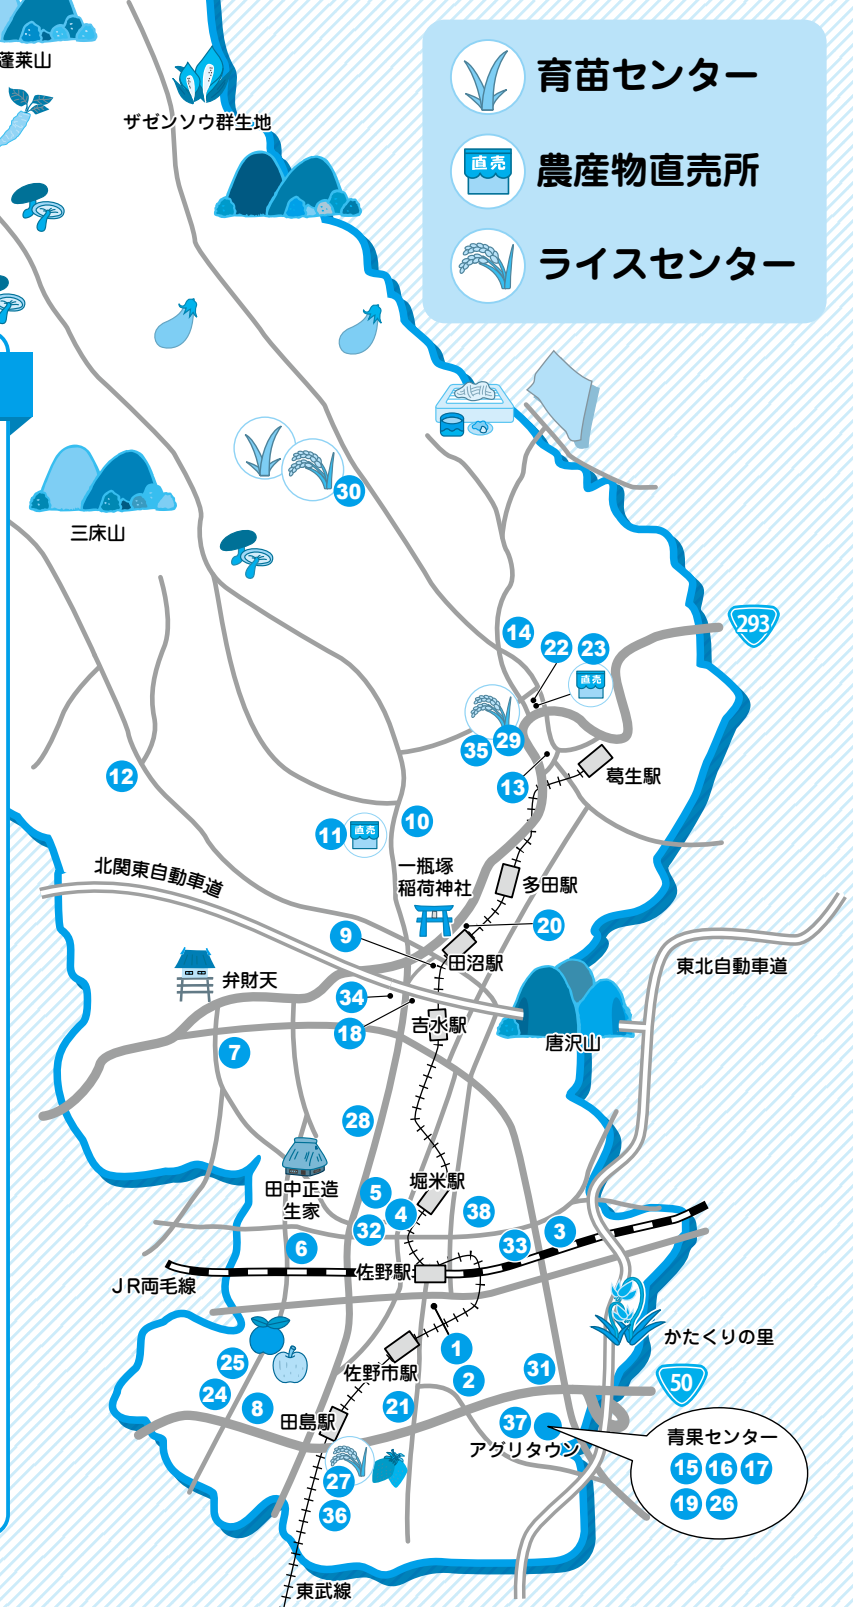 蓬莱山
ザゼンソウ群生地
育苗センター
直売
農産物直売所
ライスセンター
三床山
30
293
14
22
23
直売
35
29
13
葛生駅
12
11
直売
10
一瓶塚
稲荷神社
多田駅
北関東自動車道
20
9
田沼駅
東北自動車道
弁財天
34
18
吉水駅
唐沢山
7
28
田中正造
生家
堀米駅
5
4
38
32
33
3
6
佐野駅
JR両毛線
かたくりの里
1
佐野市駅
2
31
50
25
24
8
21
田島駅
37
アグリタウン
青果センター
15
16
17
19
26
27
36
東武線